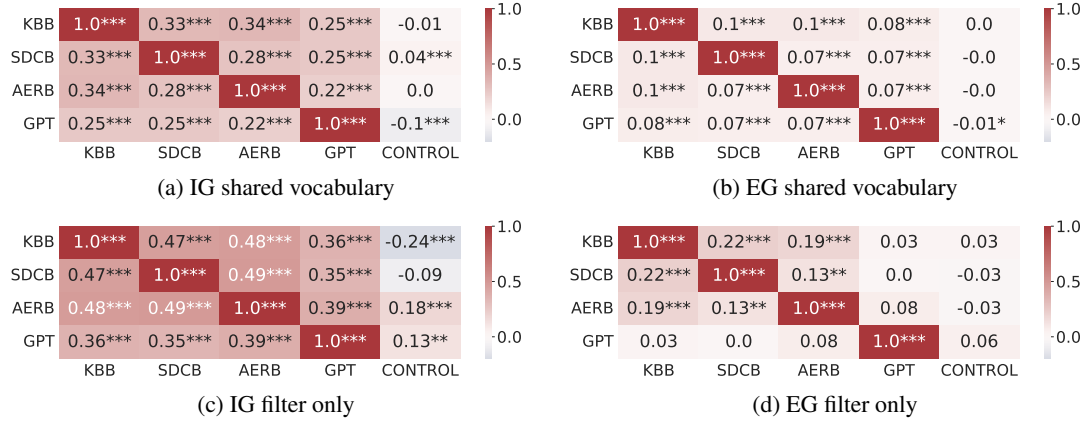 KBB 1.0*** 0.33*** 0.34*** 0.25*** -0.01
SDCB 0.33*** 1.0*** 0.28*** 0.25*** 0.04***
AERB 0.34*** 0.28*** 1.0*** 0.22*** 0.0
GPT 0.25*** 0.25*** 0.22*** 1.0*** -0.1***
KBB SDCB AERB GPT CONTROL
1.0
0.5
0.0
(a) IG shared vocabulary
KBB 1.0*** 0.1*** 0.1*** 0.08*** 0.0
SDCB 0.1*** 1.0*** 0.07*** 0.07*** -0.0
AERB 0.1*** 0.07*** 1.0*** 0.07*** -0.0
GPT 0.08*** 0.07*** 0.07*** 1.0*** -0.01*
KBB SDCB AERB GPT CONTROL
1.0
0.5
0.0
(b) EG shared vocabulary
KBB 1.0*** 0.47*** 0.48*** 0.36*** -0.24***
SDCB 0.47*** 1.0*** 0.49*** 0.35*** -0.09
AERB 0.48*** 0.49*** 1.0*** 0.39*** 0.18***
GPT 0.36*** 0.35*** 0.39*** 1.0*** 0.13**
KBB SDCB AERB GPT CONTROL
1.0
0.5
0.0
(c) IG filter only
KBB 1.0*** 0.22*** 0.19*** 0.03 0.03
SDCB 0.22*** 1.0*** 0.13** 0.0 -0.03
AERB 0.19*** 0.13** 1.0*** 0.08 -0.03
GPT 0.03 0.0 0.08 1.0*** 0.06
KBB SDCB AERB GPT CONTROL
1.0
0.5
0.0
(d) EG filter only